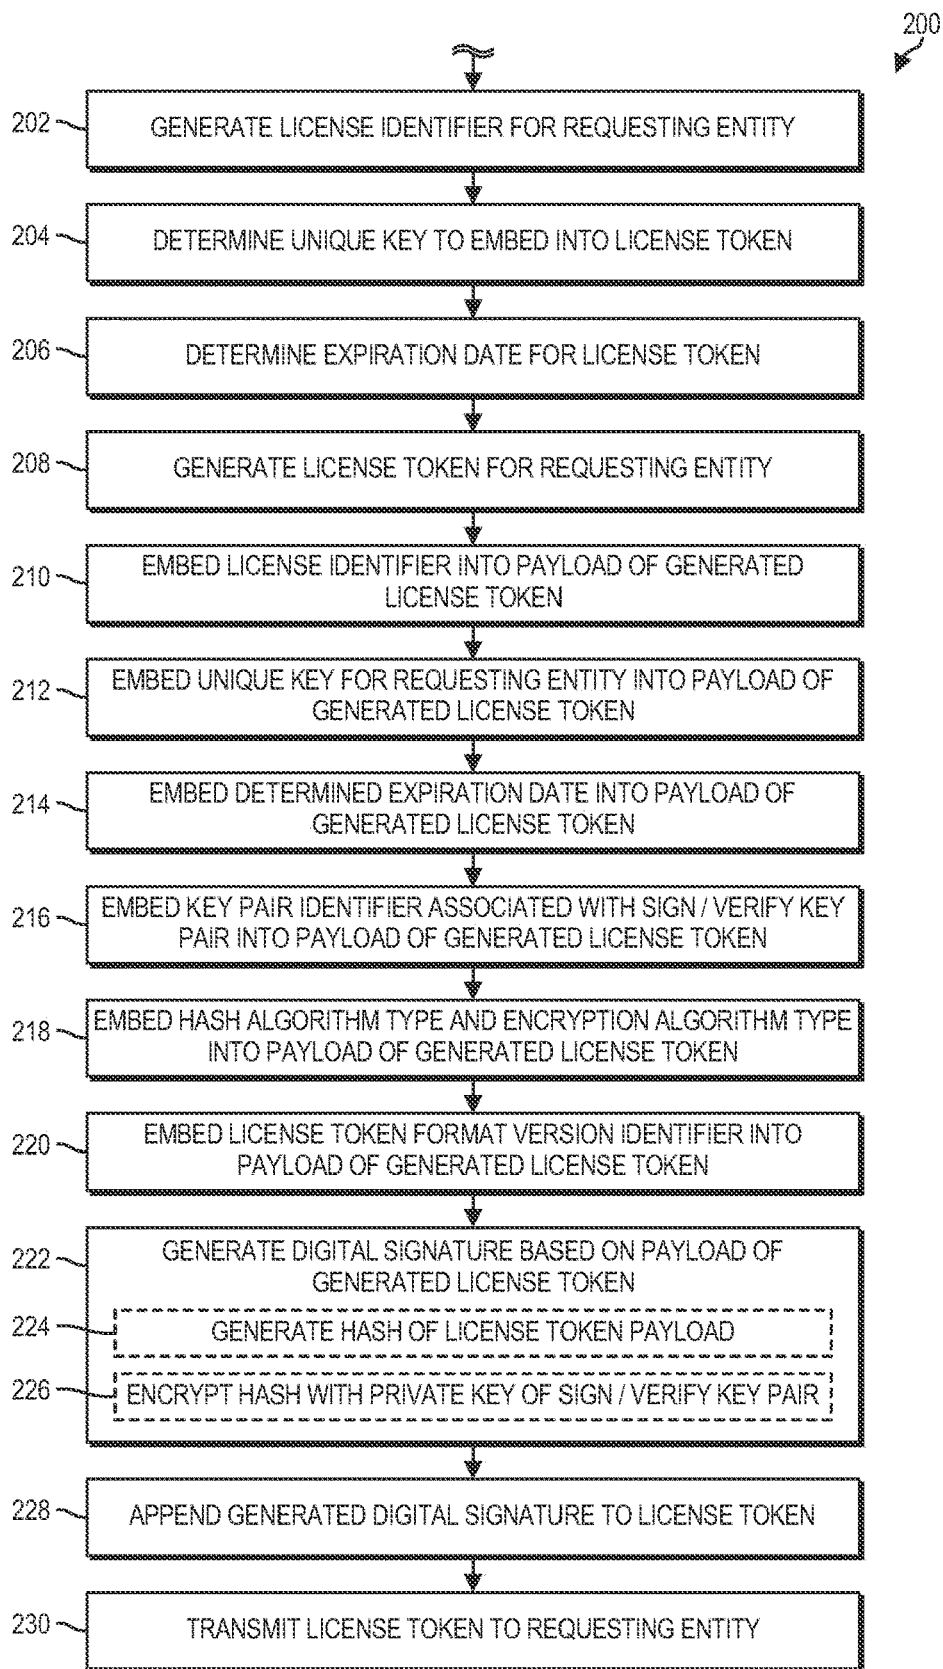 200
202
GENERATE LICENSE IDENTIFIER FOR REQUESTING ENTITY
204
DETERMINE UNIQUE KEY TO EMBED INTO LICENSE TOKEN
206
DETERMINE EXPIRATION DATE FOR LICENSE TOKEN
208
GENERATE LICENSE TOKEN FOR REQUESTING ENTITY
210
EMBED LICENSE IDENTIFIER INTO PAYLOAD OF GENERATED
LICENSE TOKEN
212
EMBED UNIQUE KEY FOR REQUESTING ENTITY INTO PAYLOAD OF
GENERATED LICENSE TOKEN
214
EMBED DETERMINED EXPIRATION DATE INTO PAYLOAD OF
GENERATED LICENSE TOKEN
216
EMBED KEY PAIR IDENTIFIER ASSOCIATED WITH SIGN / VERIFY KEY
PAIR INTO PAYLOAD OF GENERATED LICENSE TOKEN
218
EMBED HASH ALGORITHM TYPE AND ENCRYPTION ALGORITHM TYPE
INTO PAYLOAD OF GENERATED LICENSE TOKEN
220
EMBED LICENSE TOKEN FORMAT VERSION IDENTIFIER INTO
PAYLOAD OF GENERATED LICENSE TOKEN
222
GENERATE DIGITAL SIGNATURE BASED ON PAYLOAD OF
GENERATED LICENSE TOKEN
224
GENERATE HASH OF LICENSE TOKEN PAYLOAD
226
ENCRYPT HASH WITH PRIVATE KEY OF SIGN / VERIFY KEY PAIR
228
APPEND GENERATED DIGITAL SIGNATURE TO LICENSE TOKEN
230
TRANSMIT LICENSE TOKEN TO REQUESTING ENTITY